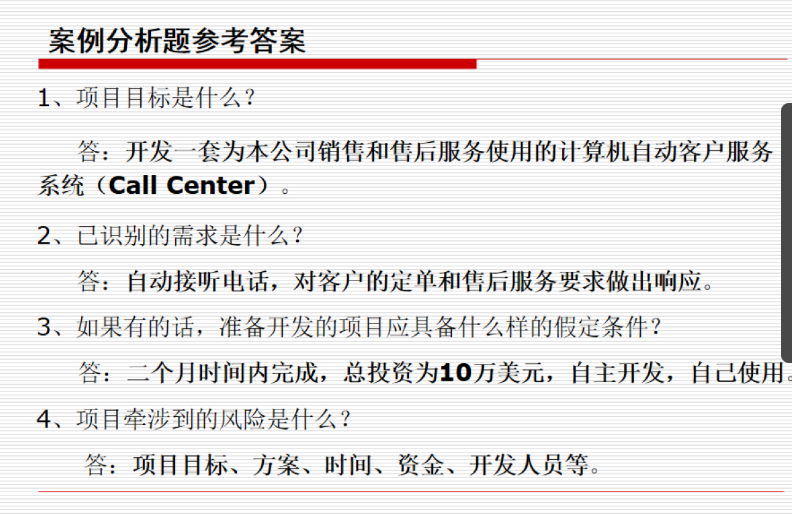 案例分析题参考答案
1、项目目标是什么？
答：开发一套为本公司销售和售后服务使用的计算机自动客户服务
系统（Call Center）。
2、已识别的需求是什么？
答：自动接听电话，对客户的定单和售后服务要求做出响应。
3、如果有的话，准备开发的项目应具备什么样的假定条件？
答：二个月时间内完成，总投资为10万美元，自主开发，自己使用。
4、项目牵涉到的风险是什么？
答：项目目标、方案、时间、资金、开发人员等。